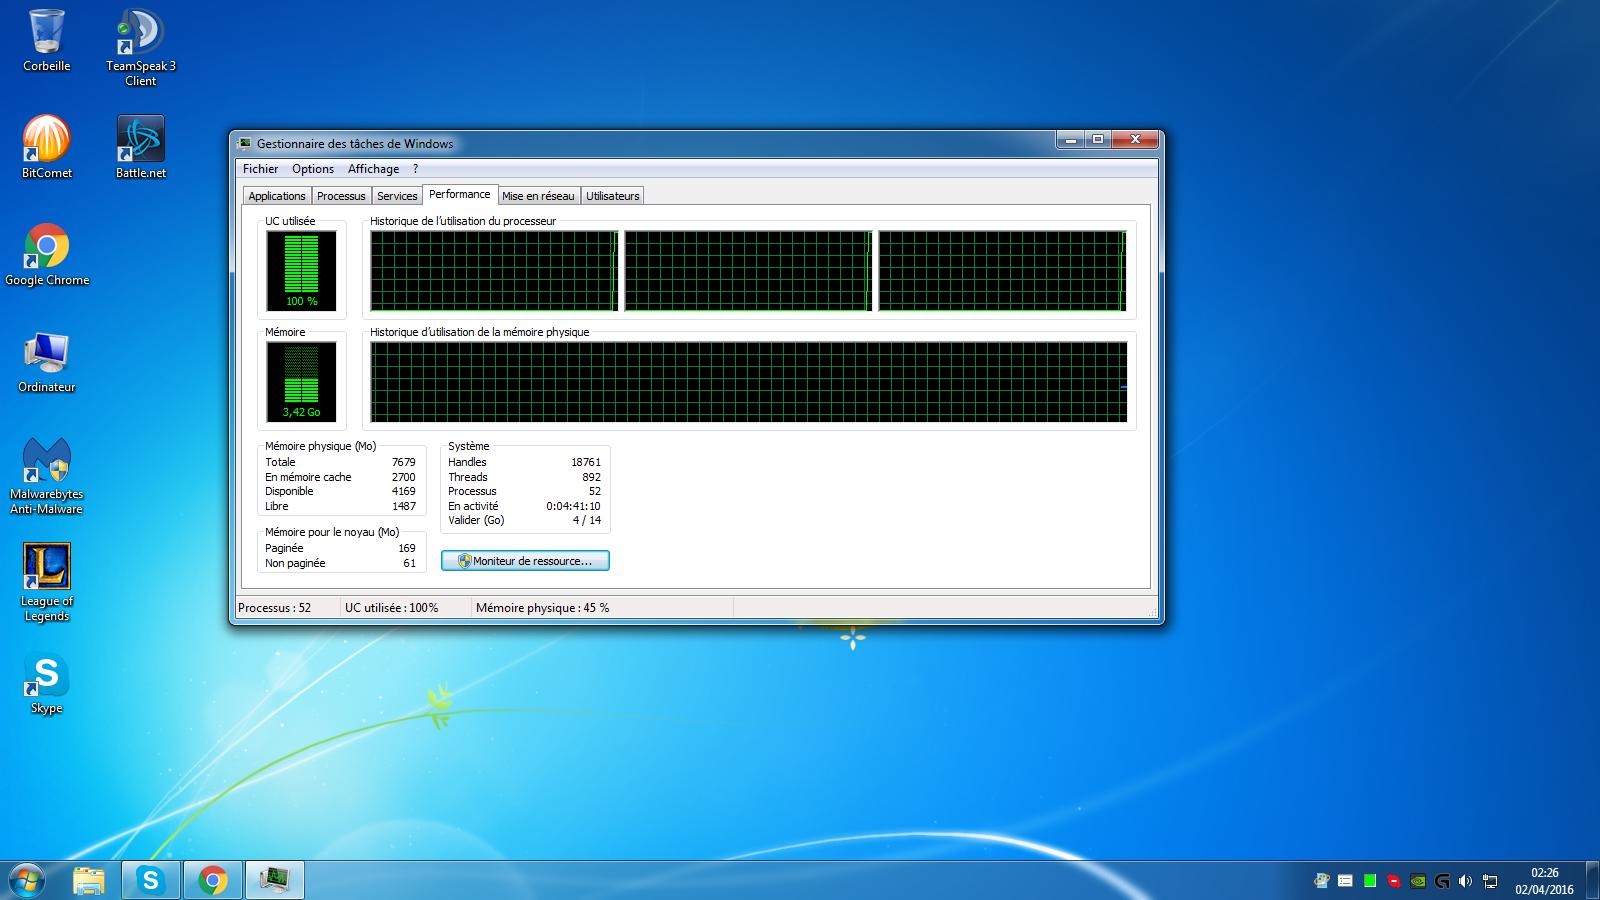 Corbeille
TeamSpeak 3
Client
BitComet
Battle.net
Google Chrome
Ordinateur
Malwarebytes
Anti-Malware
League of
Legends
Skype
Gestionnaire des tâches de Windows
Fichier Options Affichage ?
Applications Processus Services Performance Mise en réseau Utilisateurs
UC utilisée
100 %
Historique de l'utilisation du processeur
Mémoire
3,42 Go
Historique d'utilisation de la mémoire physique
Mémoire physique (Mo)
Totale 7679
En mémoire cache 2700
Disponible 4169
Libre 1487
Mémoire pour le noyau (Mo)
Paginée 169
Non paginée 61
Système
Handles 18761
Threads 892
Processus 52
En activité 0:04:41:10
Valider (Go) 4 / 14
Moniteur de ressource...
Processus : 52 UC utilisée : 100% Mémoire physique : 45 %
02:26
02/04/2016